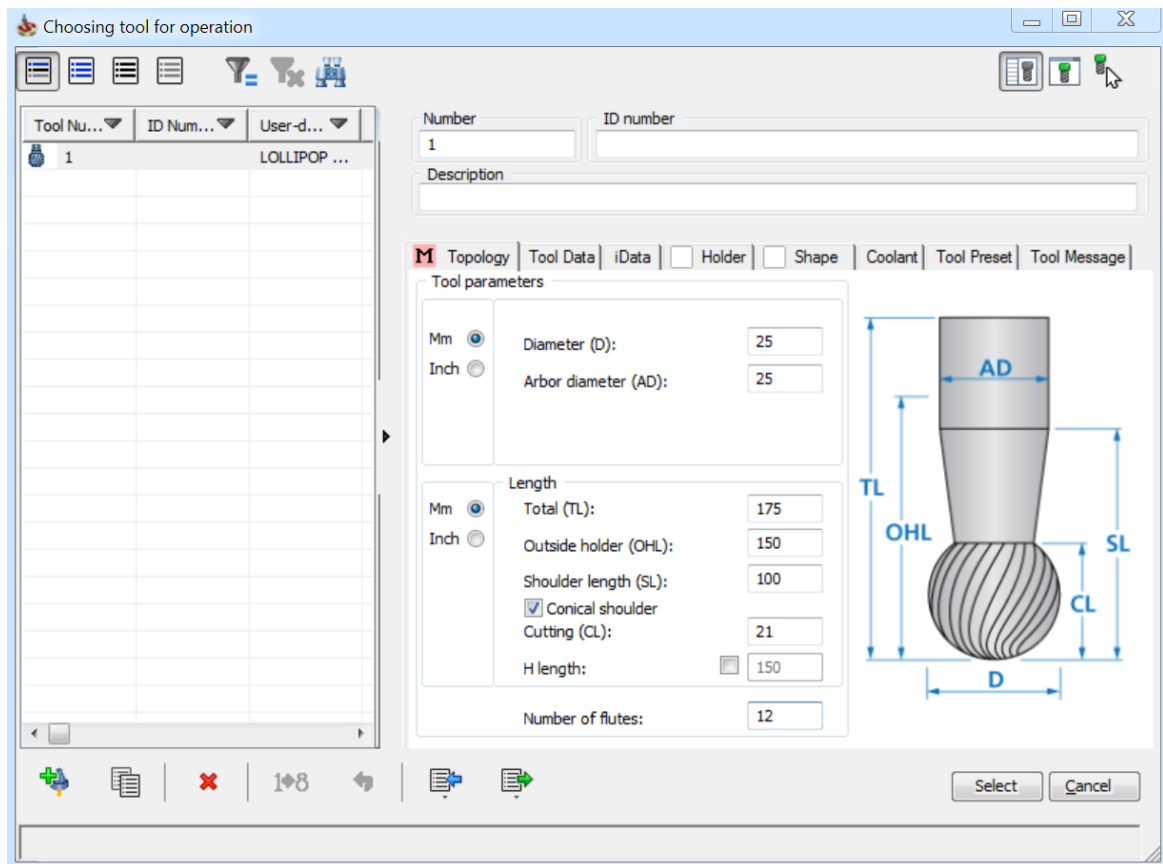 Choosing tool for operation
Tool Nu... ID Num... User-d...
1 LOLLIPOP ...
Number
1
ID number
Description
M Topology Tool Data iData Holder Shape Coolant Tool Preset Tool Message
Tool parameters
Mm
Inch
Diameter (D): 25
Arbor diameter (AD): 25
Length
Mm
Inch
Total (TL): 175
Outside holder (OHL): 150
Shoulder length (SL): 100
Conical shoulder
Cutting (CL): 21
H length: 150
Number of flutes: 12
AD
TL
OHL
SL
CL
D
1➔8
Select Cancel